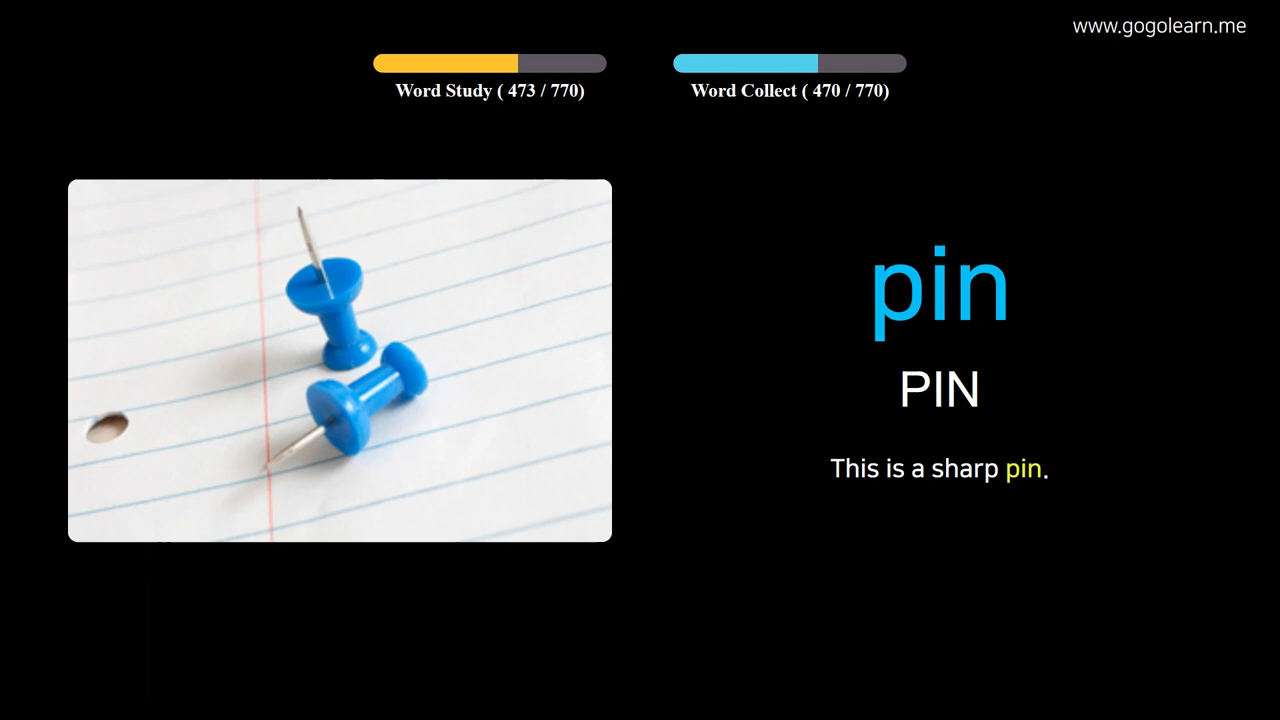 www.gogolearn.me
Word Study ( 473 / 770)
Word Collect ( 470 / 770)
pin
PIN
This is a sharp pin.